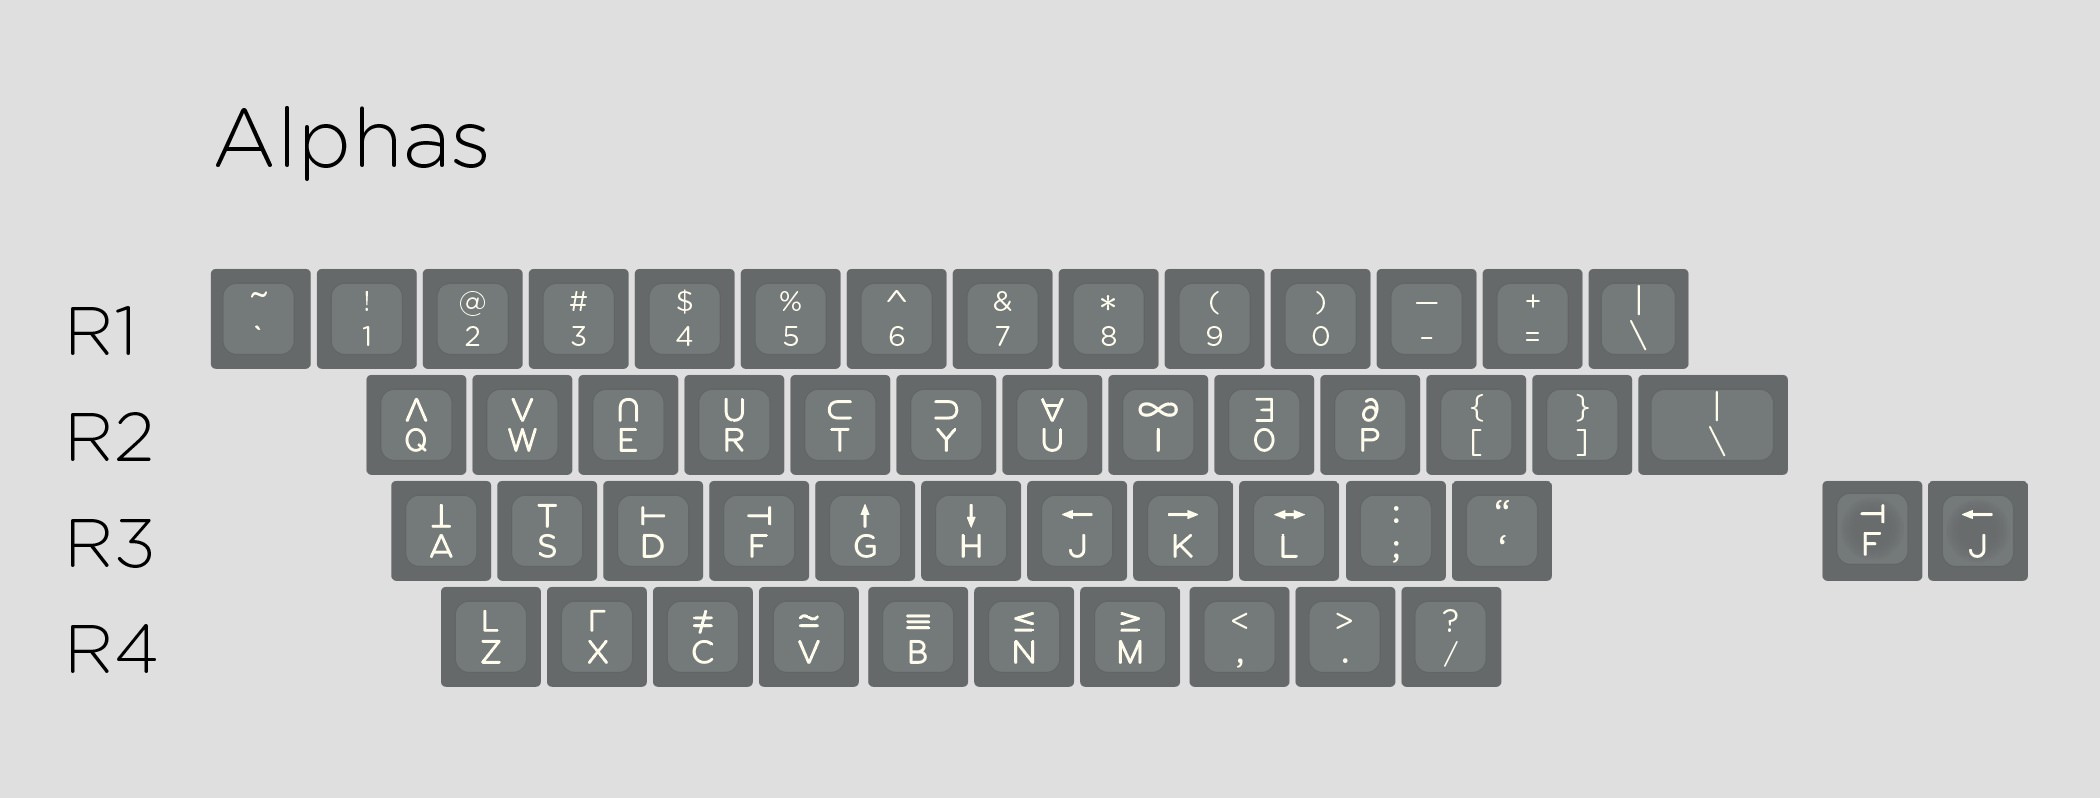 Alphas
~ ! @ # $ % ^ & * ( ) — + |
R1 ` 1 2 3 4 5 6 7 8 9 0 - = \
∧ ∨ ∩ ∪ ⊂ ⊃ ∀ ∞ ∃ ∂ { } |
R2 Q W E R T Y U I O P [ ] \
⊥ ⊤ ⊢ ⊣ ↑ ↓ ← → ↔ : “ ⊣ ←
R3 A S D F G H J K L ; ‘ F J
L Γ ≠ ≃ ≡ ≤ ≥ < > ?
R4 Z X C V B N M , . /